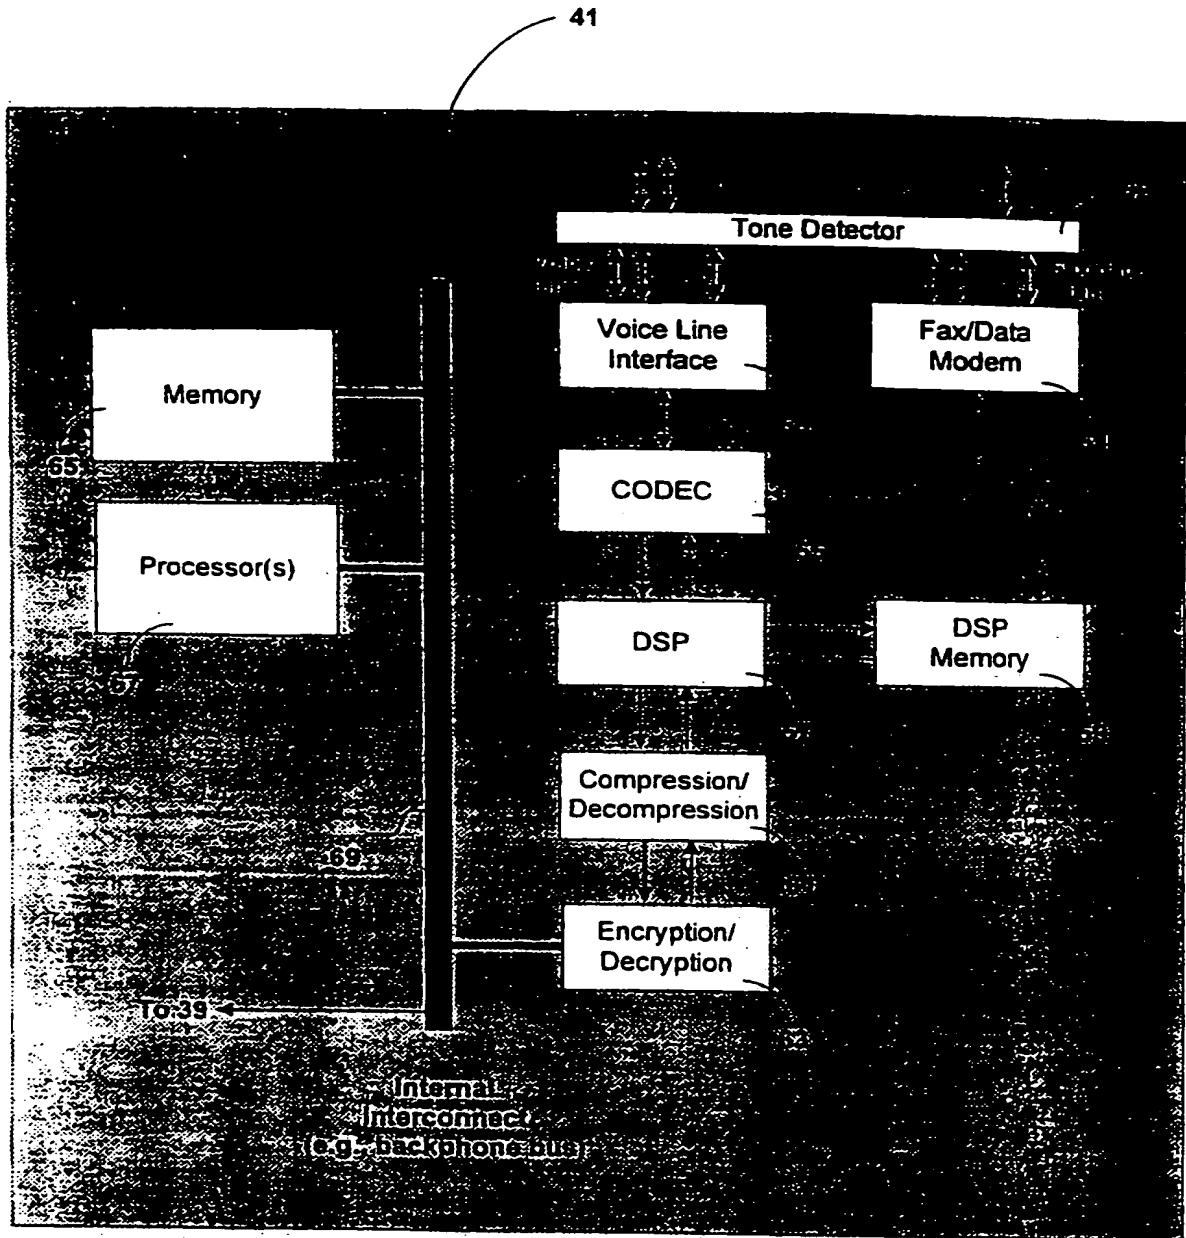 41
Tone Detector
Voice Line
Interface
Fax/Data
Modem
Memory
65
CODEC
Processor(s)
67
DSP
DSP
Memory
Compression/
Decompression
69
Encryption/
Decryption
To 39
Internal
Interconnect
(e.g. backphone bus)